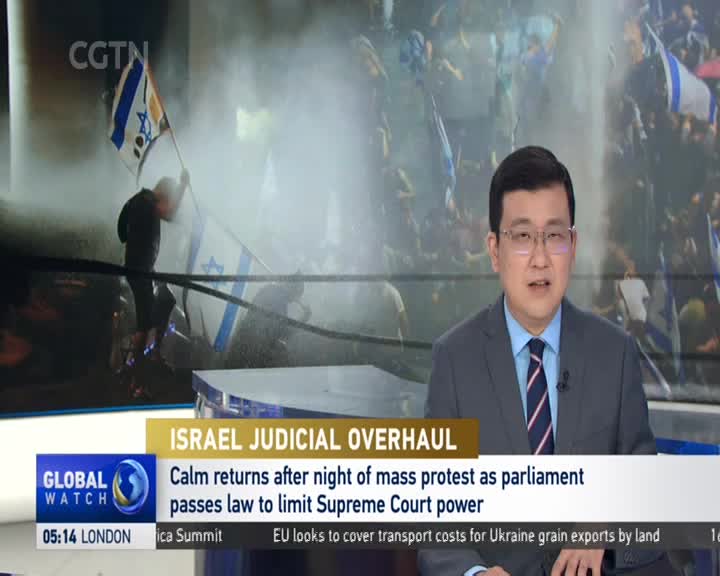 CGTN
ISRAEL JUDICIAL OVERHAUL
Calm returns after night of mass protest as parliament
passes law to limit Supreme Court power
GLOBAL
WATCH
05:14 LONDON
ica Summit EU looks to cover transport costs for Ukraine grain exports by land